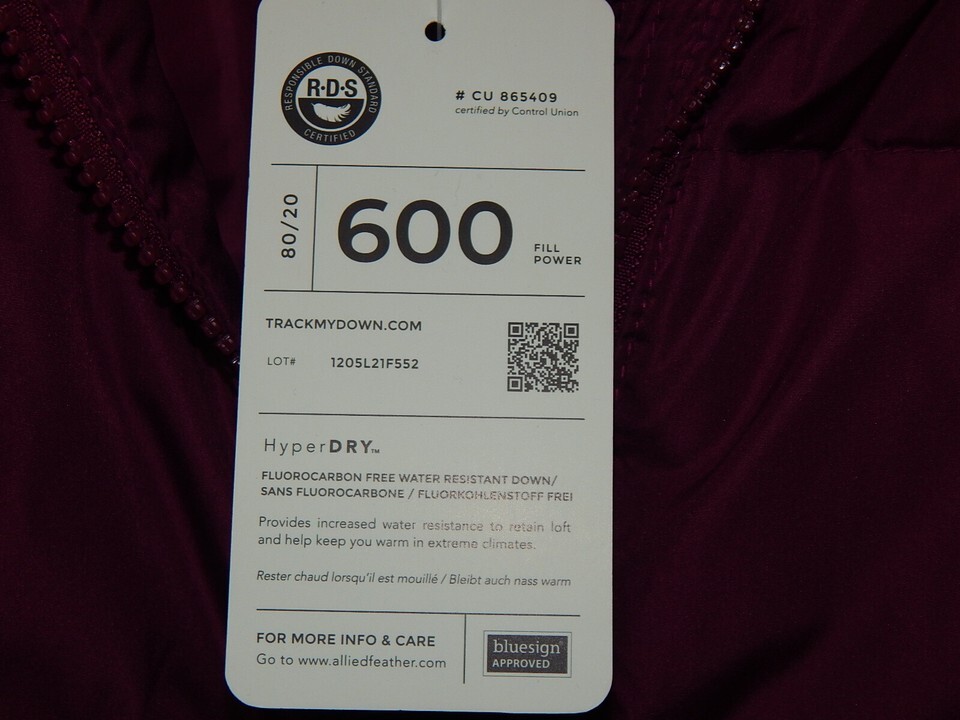 RESPONSIBLE DOWN STANDARD
R·D·S
CERTIFIED
# CU 865409
certified by Control Union
80/20
600
FILL
POWER
TRACKMYDOWN.COM
LOT# 1205L21F552
HyperDRY™
FLUOROCARBON FREE WATER RESISTANT DOWN/
SANS FLUOROCARBONE / FLUORKOHLENSTOFF FREI
Provides increased water resistance to retain loft
and help keep you warm in extreme climates.
Rester chaud lorsqu'il est mouillé / Bleibt auch nass warm
FOR MORE INFO & CARE
Go to www.alliedfeather.com
bluesign®
APPROVED